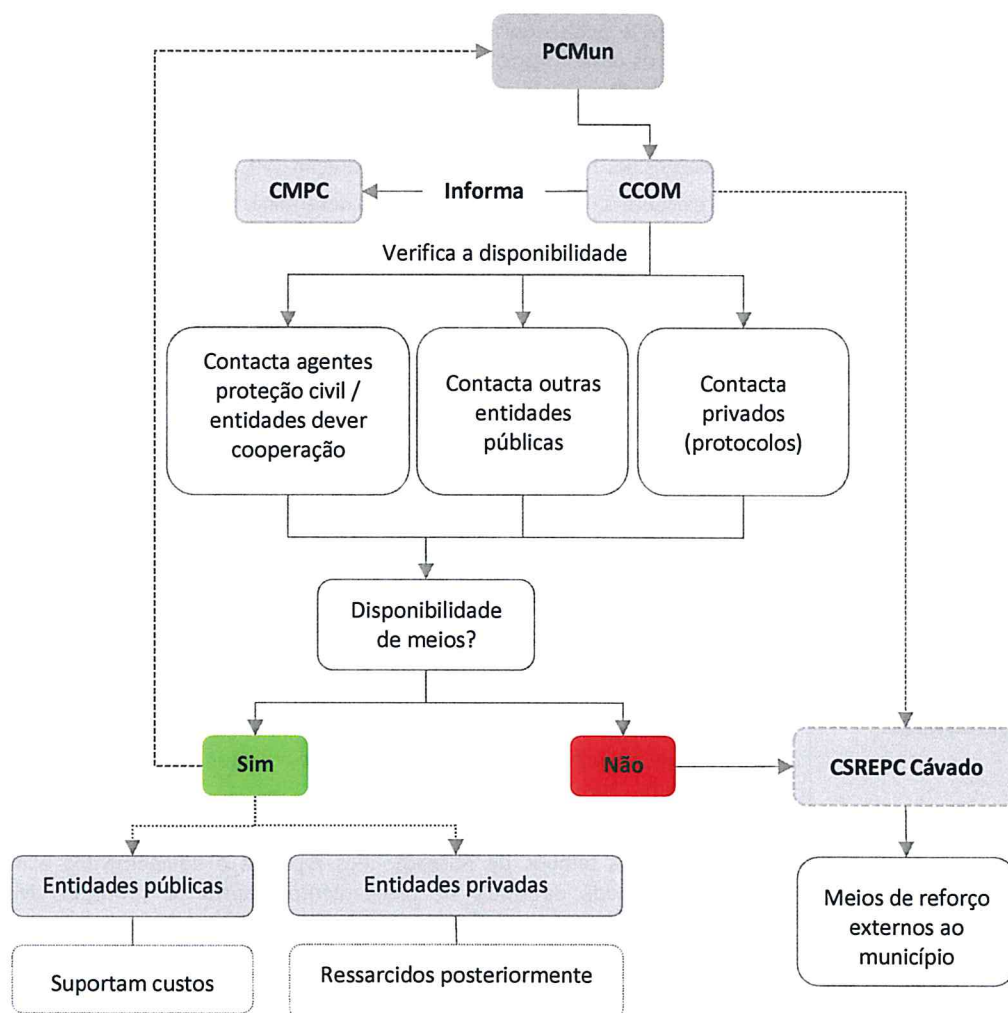 PCMun
CMPC
Informa
CCOM
Verifica a disponibilidade
Contacta agentes
proteção civil /
entidades dever
cooperação
Contacta outras
entidades
públicas
Contacta
privados
(protocolos)
Disponibilidade
de meios?
Sim
Não
CSREPC Cávado
Entidades públicas
Entidades privadas
Suportam custos
Ressarcidos posteriormente
Meios de reforço
externos ao
município